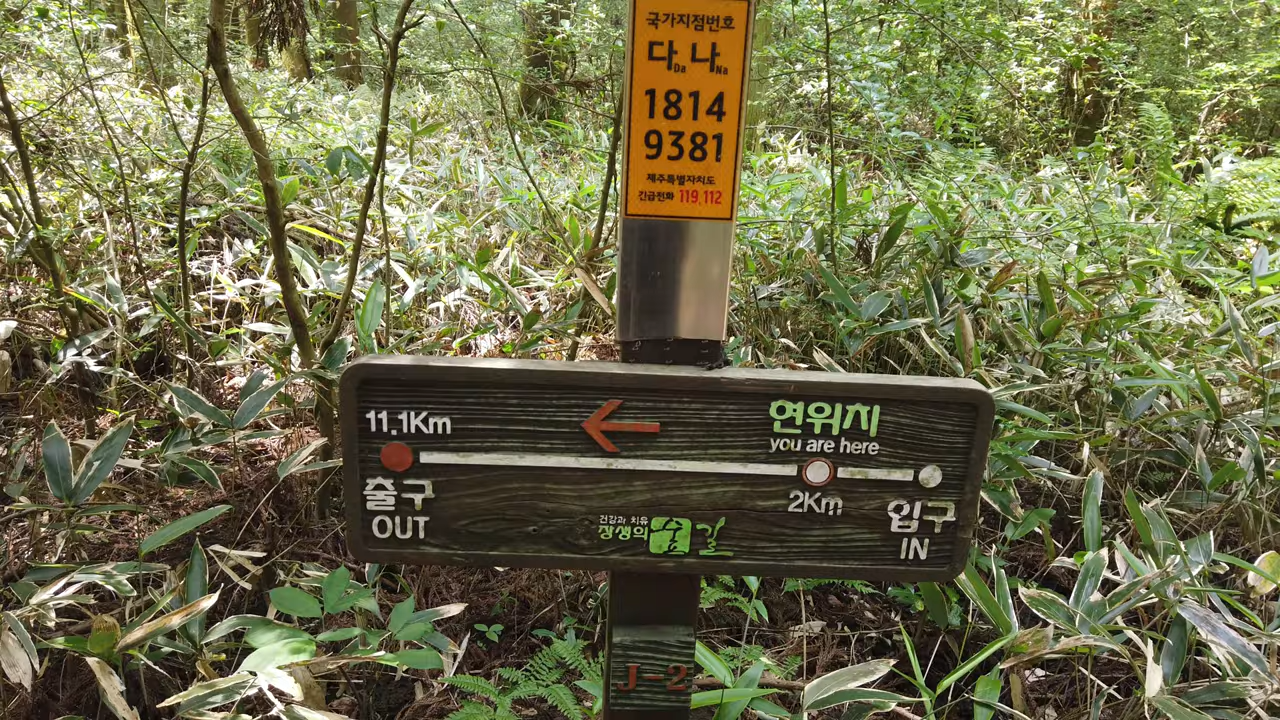 국가지점번호
다Da 나Na
1814
9381
제주특별자치도
긴급전화 119, 112
11.1Km
현위치
you are here
출구
OUT
2Km
입구
IN
건강과 치유
장생의 숲 길
J-2